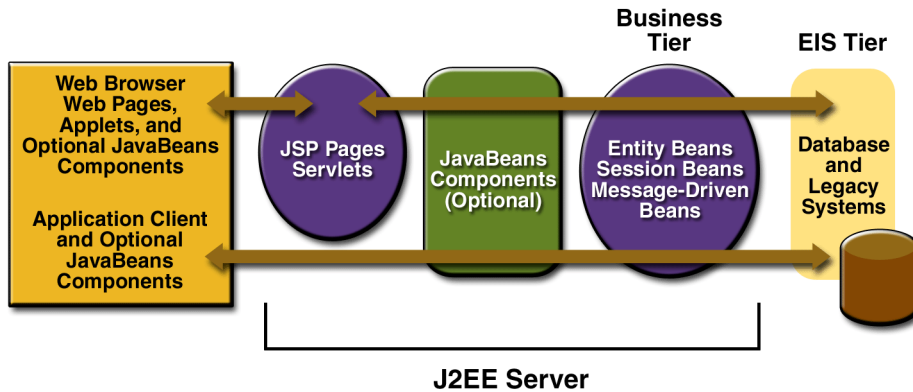 Business
Tier
EIS Tier
Web Browser
Web Pages,
Applets, and
Optional JavaBeans
Components
Application Client
and Optional
JavaBeans
Components
JSP Pages
Servlets
JavaBeans
Components
(Optional)
Entity Beans
Session Beans
Message-Driven
Beans
Database
and
Legacy
Systems
J2EE Server